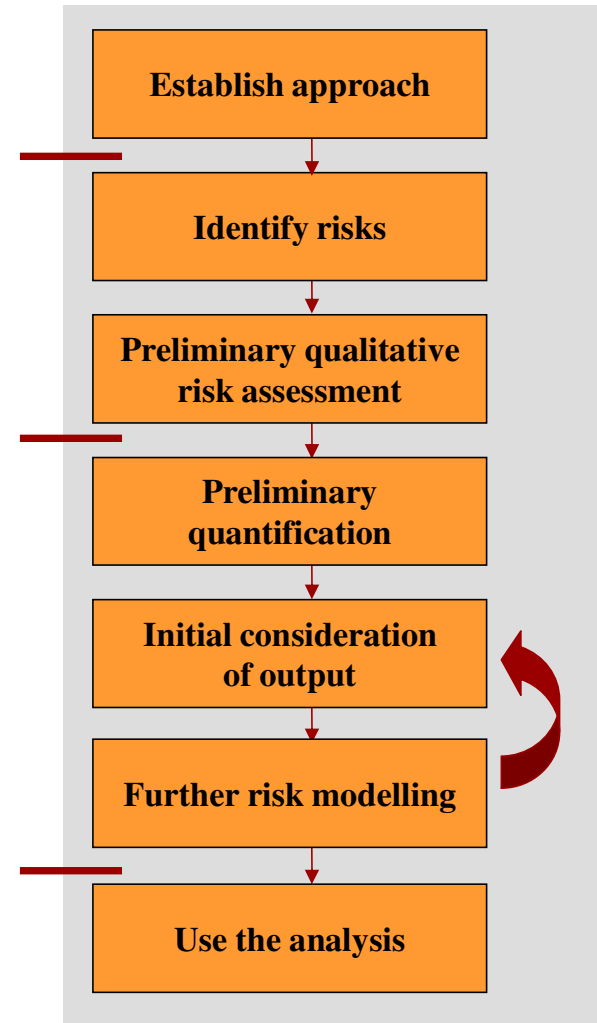 Establish approach
Identify risks
Preliminary qualitative
risk assessment
Preliminary
quantification
Initial consideration
of output
Further risk modelling
Use the analysis